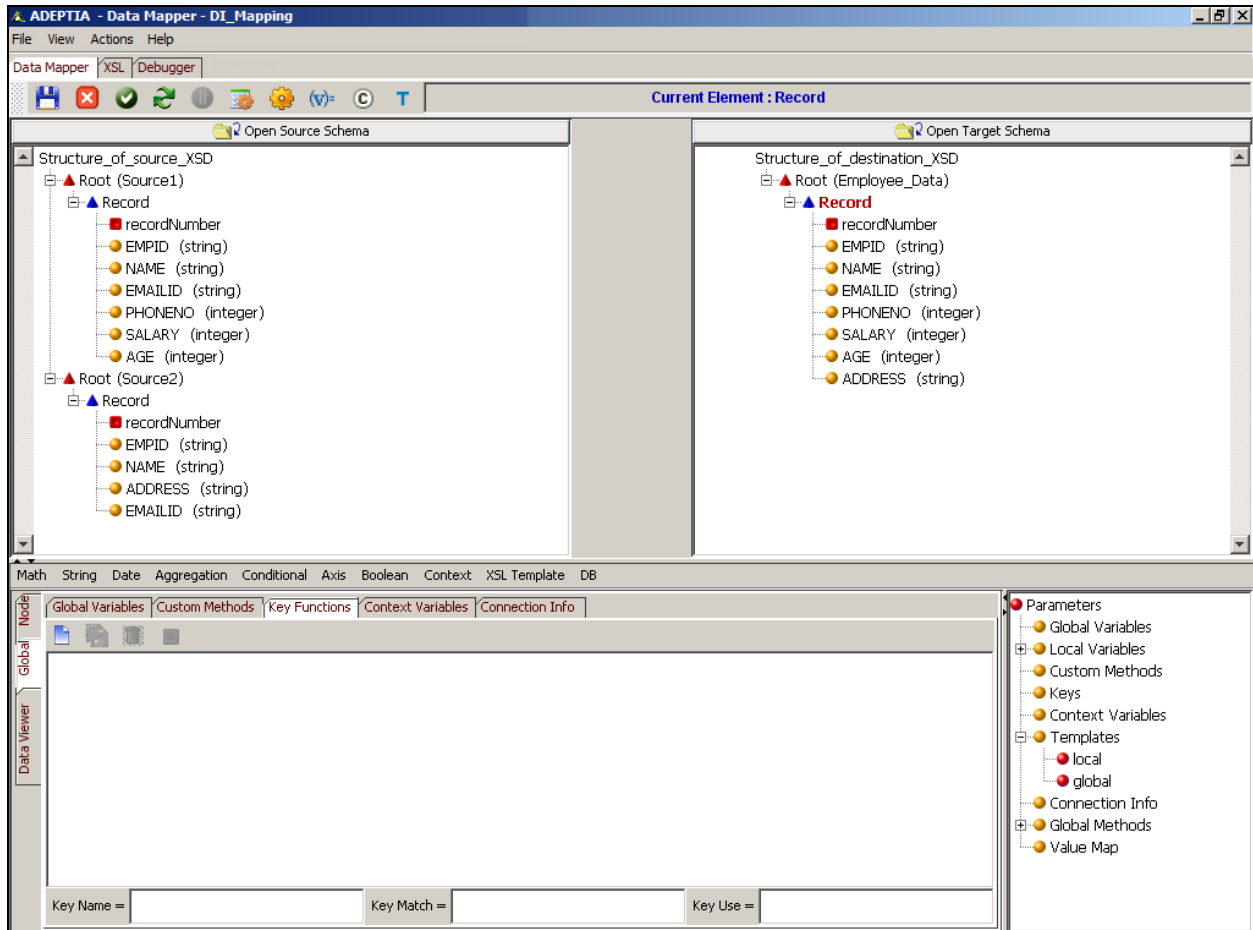 ADEPTIA - Data Mapper - DI_Mapping
File View Actions Help
Data Mapper XSL Debugger
(v)= C T Current Element : Record
Open Source Schema
Structure_of_source_XSD
Root (Source1)
Record
recordNumber
EMPID (string)
NAME (string)
EMAILID (string)
PHONENO (integer)
SALARY (integer)
AGE (integer)
Root (Source2)
Record
recordNumber
EMPID (string)
NAME (string)
ADDRESS (string)
EMAILID (string)
Open Target Schema
Structure_of_destination_XSD
Root (Employee_Data)
Record
recordNumber
EMPID (string)
NAME (string)
EMAILID (string)
PHONENO (integer)
SALARY (integer)
AGE (integer)
ADDRESS (string)
Math String Date Aggregation Conditional Axis Boolean Context XSL Template DB
Node
Global
Data Viewer
Global Variables Custom Methods Key Functions Context Variables Connection Info
Key Name = Key Match = Key Use =
Parameters
Global Variables
Local Variables
Custom Methods
Keys
Context Variables
Templates
local
global
Connection Info
Global Methods
Value Map